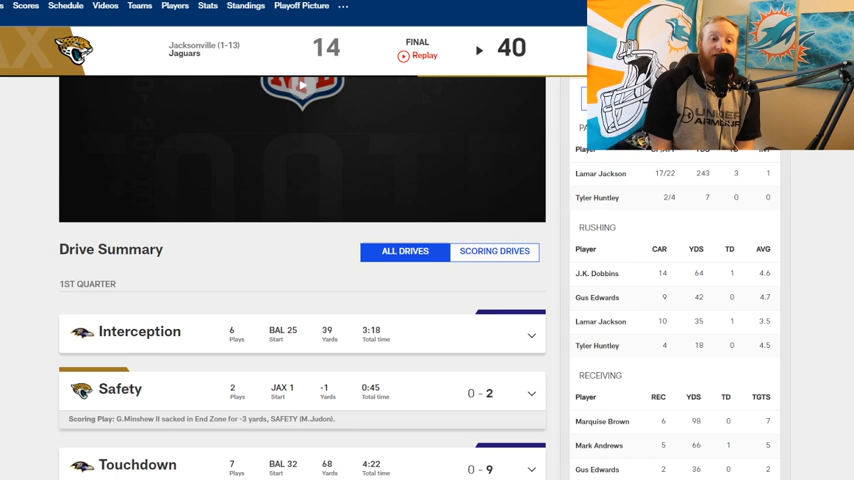 s Scores Schedule Videos Teams Players Stats Standings Playoff Picture ...
Jacksonville (1-13)
Jaguars
14
FINAL
Replay
40
UNDER ARMOUR
Drive Summary
ALL DRIVES
SCORING DRIVES
1ST QUARTER
Interception
6 BAL 25 39 3:18
Plays Start Yards Total time
Safety
2 JAX 1 -1 0:45
Plays Start Yards Total time
0 - 2
Scoring Play: G.Minshew II sacked in End Zone for -3 yards, SAFETY (M.Judon).
Touchdown
7 BAL 32 68 4:22
Plays Start Yards Total time
0 - 9
Player
Lamar Jackson 17/22 243 3 1
Tyler Huntley 2/4 7 0 0
RUSHING
Player CAR YDS TD AVG
J.K. Dobbins 14 64 1 4.6
Gus Edwards 9 42 0 4.7
Lamar Jackson 10 35 1 3.5
Tyler Huntley 4 18 0 4.5
RECEIVING
Player REC YDS TD TGTS
Marquise Brown 6 98 0 7
Mark Andrews 5 66 1 5
Gus Edwards 2 36 0 2